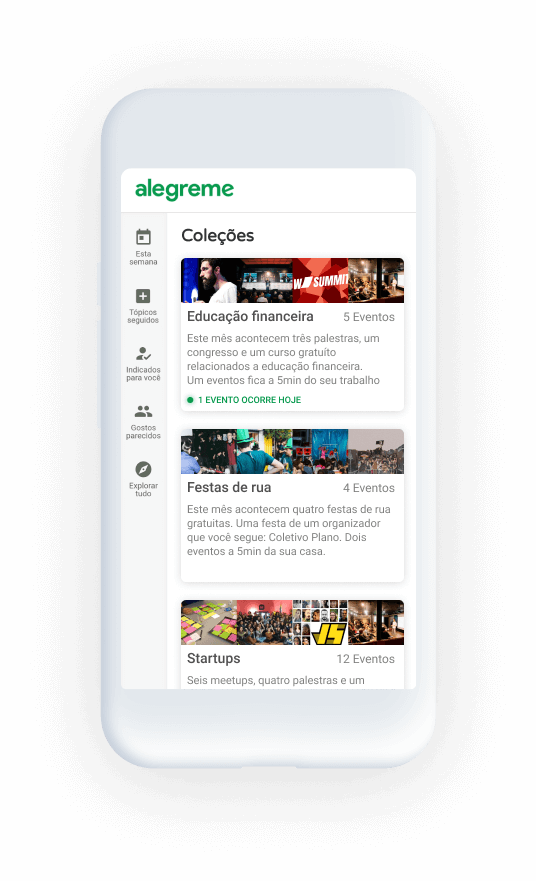 alegreme
Esta
semana
Tópicos
seguidos
Indicados
para você
Gostos
parecidos
Explorar
tudo
Coleções
W SUMMIT
Educação financeira 5 Eventos
Este mês acontecem três palestras, um
congresso e um curso gratuíto
relacionados a educação financeira.
Um eventos fica a 5min do seu trabalho
1 EVENTO OCORRE HOJE
Festas de rua 4 Eventos
Este mês acontecem quatro festas de rua
gratuitas. Uma festa de um organizador
que você segue: Coletivo Plano. Dois
eventos a 5min da sua casa.
JS
Startups 12 Eventos
Seis meetups, quatro palestras e um